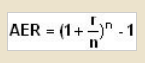 AER = (1 + r/n)ⁿ - 1